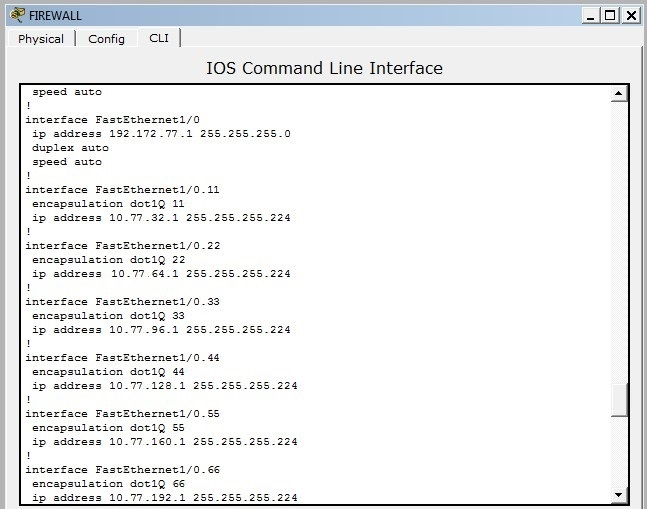 FIREWALL
Physical Config CLI
IOS Command Line Interface
speed auto
!
interface FastEthernet1/0
ip address 192.172.77.1 255.255.255.0
duplex auto
speed auto
!
interface FastEthernet1/0.11
encapsulation dot1Q 11
ip address 10.77.32.1 255.255.255.224
!
interface FastEthernet1/0.22
encapsulation dot1Q 22
ip address 10.77.64.1 255.255.255.224
!
interface FastEthernet1/0.33
encapsulation dot1Q 33
ip address 10.77.96.1 255.255.255.224
!
interface FastEthernet1/0.44
encapsulation dot1Q 44
ip address 10.77.128.1 255.255.255.224
!
interface FastEthernet1/0.55
encapsulation dot1Q 55
ip address 10.77.160.1 255.255.255.224
!
interface FastEthernet1/0.66
encapsulation dot1Q 66
ip address 10.77.192.1 255.255.255.224